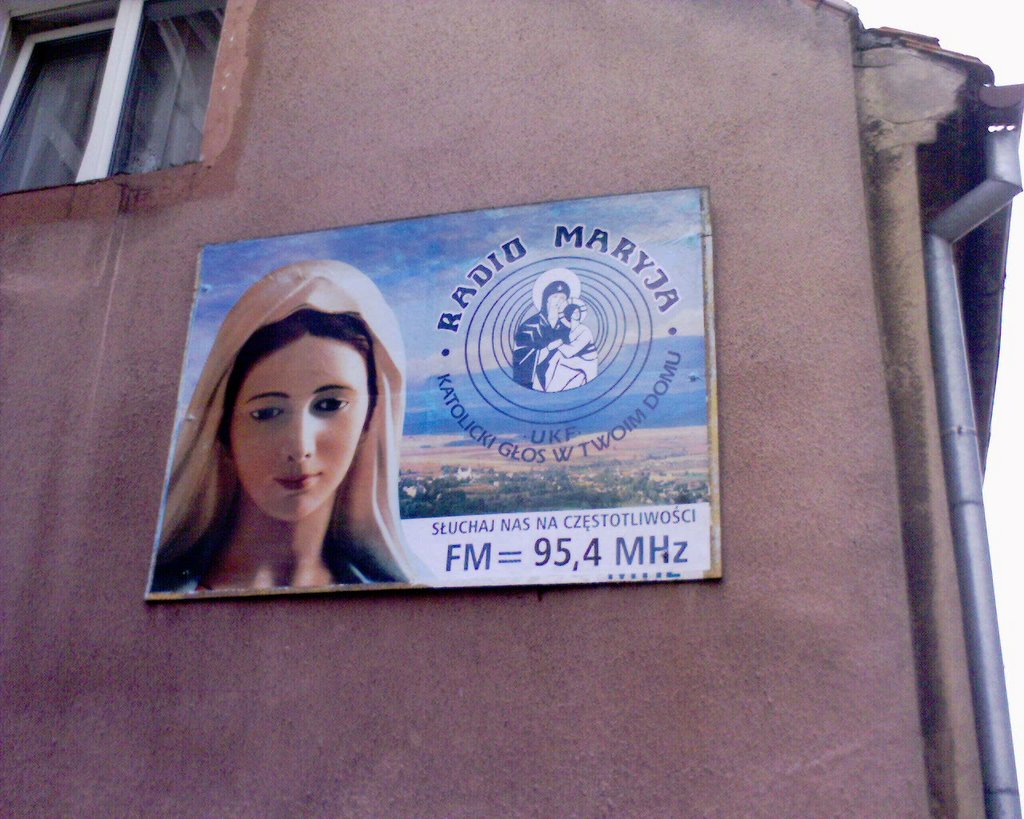 RADIO MARYJA
UKF
KATOLICKI GŁOS W TWOIM DOMU
SŁUCHAJ NAS NA CZĘSTOTLIWOŚCI
FM = 95,4 MHz